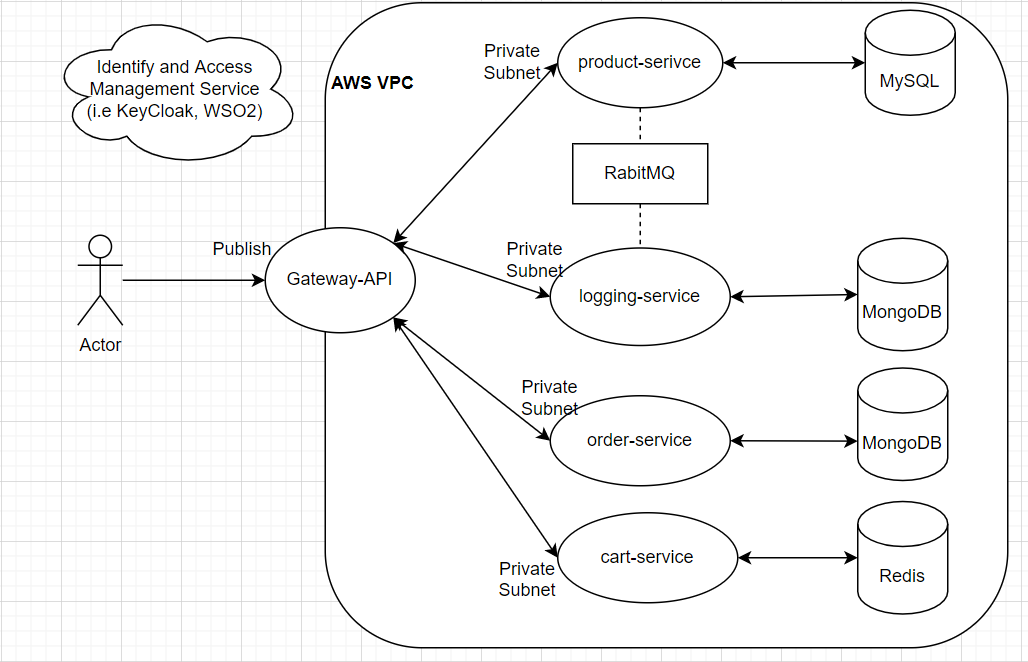 Identify and Access
Management Service
(i.e KeyCloak, WSO2)
AWS VPC
Private
Subnet
product-serivce
MySQL
RabitMQ
Actor
Publish
Gateway-API
Private
Subnet
logging-service
MongoDB
Private
Subnet
order-service
MongoDB
Private
Subnet
cart-service
Redis